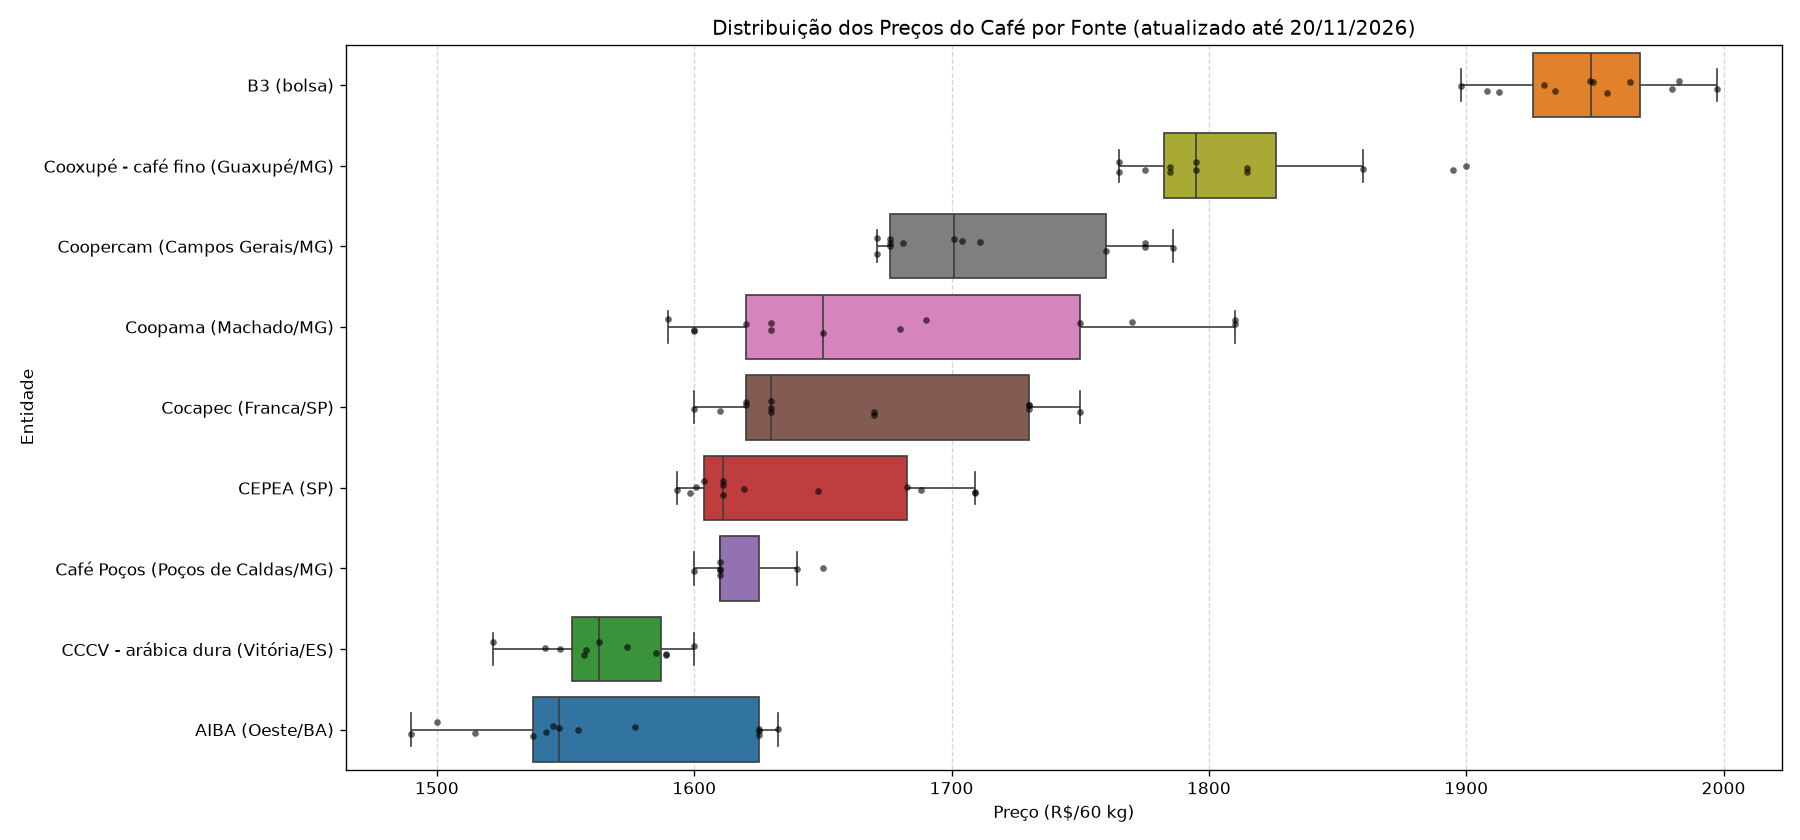 Distribuição dos Preços do Café por Fonte (atualizado até 20/11/2026)
Entidade
B3 (bolsa)
Cooxupé - café fino (Guaxupé/MG)
Coopercam (Campos Gerais/MG)
Coopama (Machado/MG)
Cocapec (Franca/SP)
CEPEA (SP)
Café Poços (Poços de Caldas/MG)
CCCV - arábica dura (Vitória/ES)
AIBA (Oeste/BA)
1500 1600 1700 1800 1900 2000
Preço (R$/60 kg)